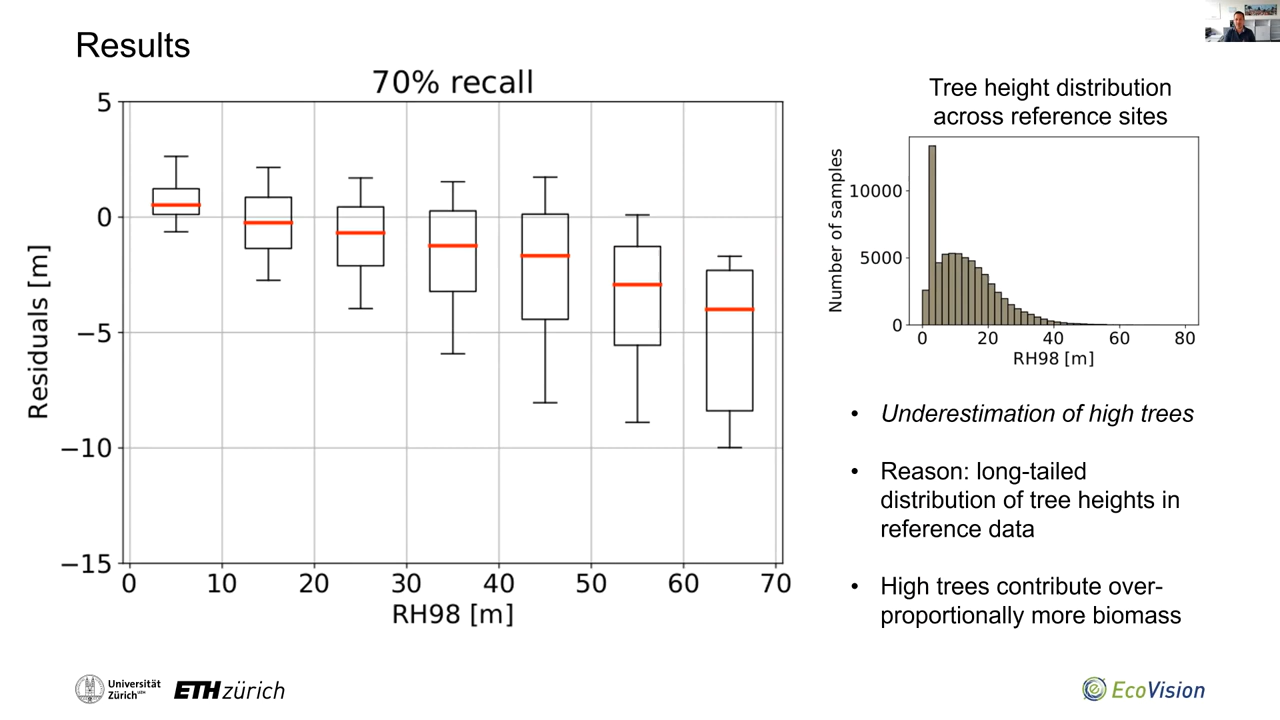 Results
70% recall
5
0
−5
−10
−15
Residuals [m]
0 10 20 30 40 50 60 70
RH98 [m]
Tree height distribution
across reference sites
10000
5000
0
Number of samples
0 20 40 60 80
RH98 [m]
• Underestimation of high trees
• Reason: long-tailed
distribution of tree heights in
reference data
• High trees contribute over-
proportionally more biomass
Universität
Zürich UZH
ETH zürich
EcoVision